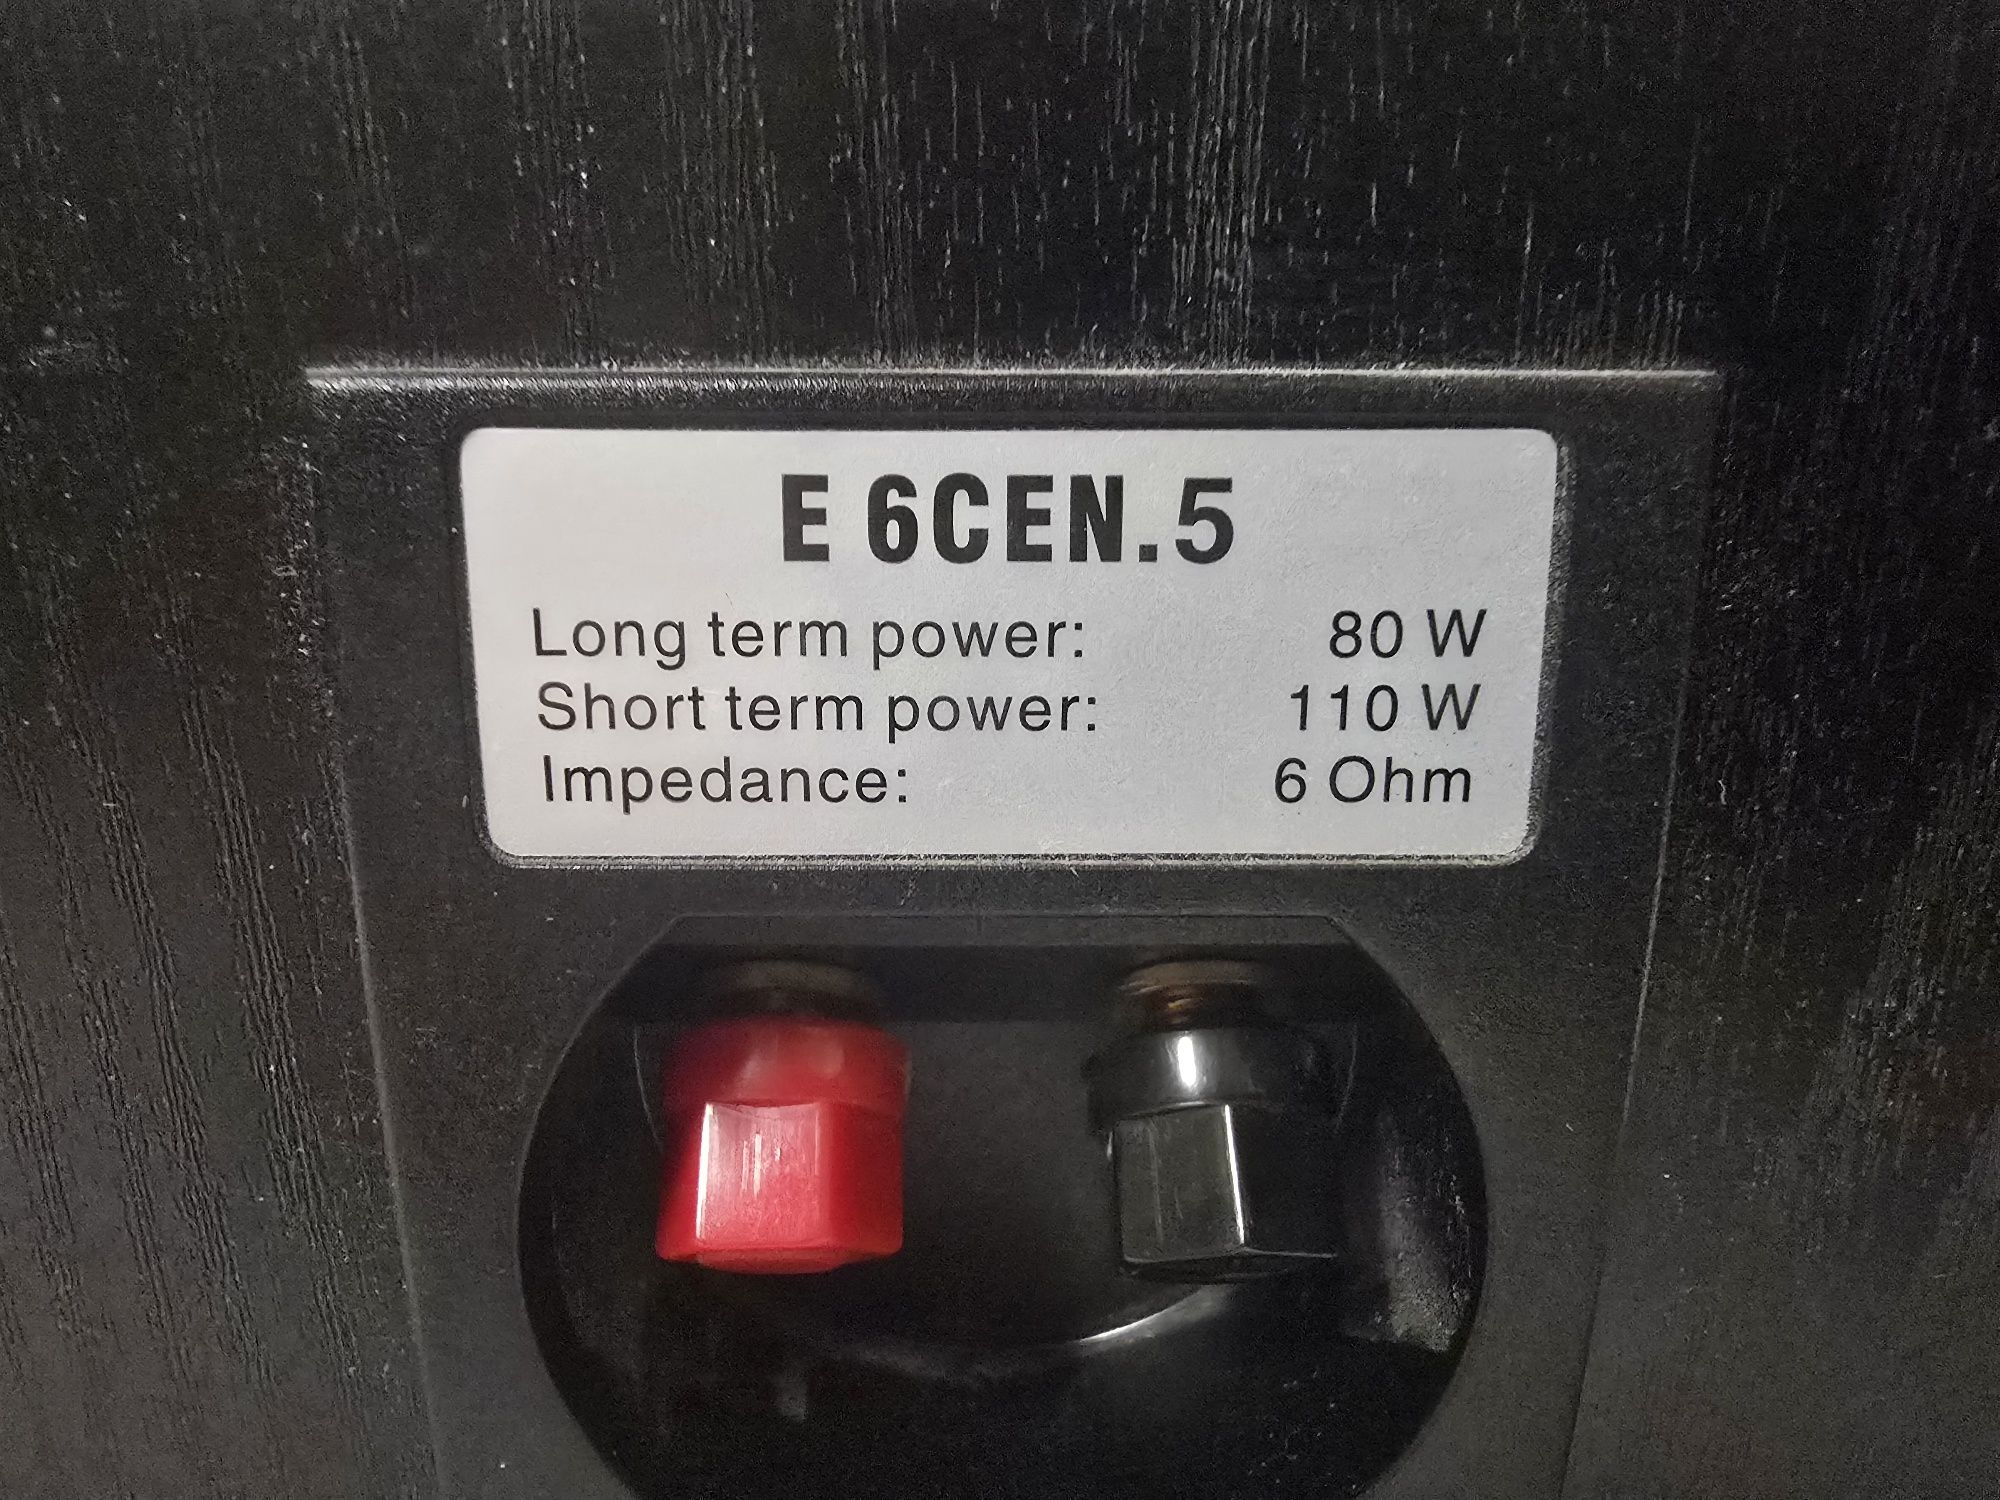 E 6CEN.5
Long term power: 80 W
Short term power: 110 W
Impedance: 6 Ohm